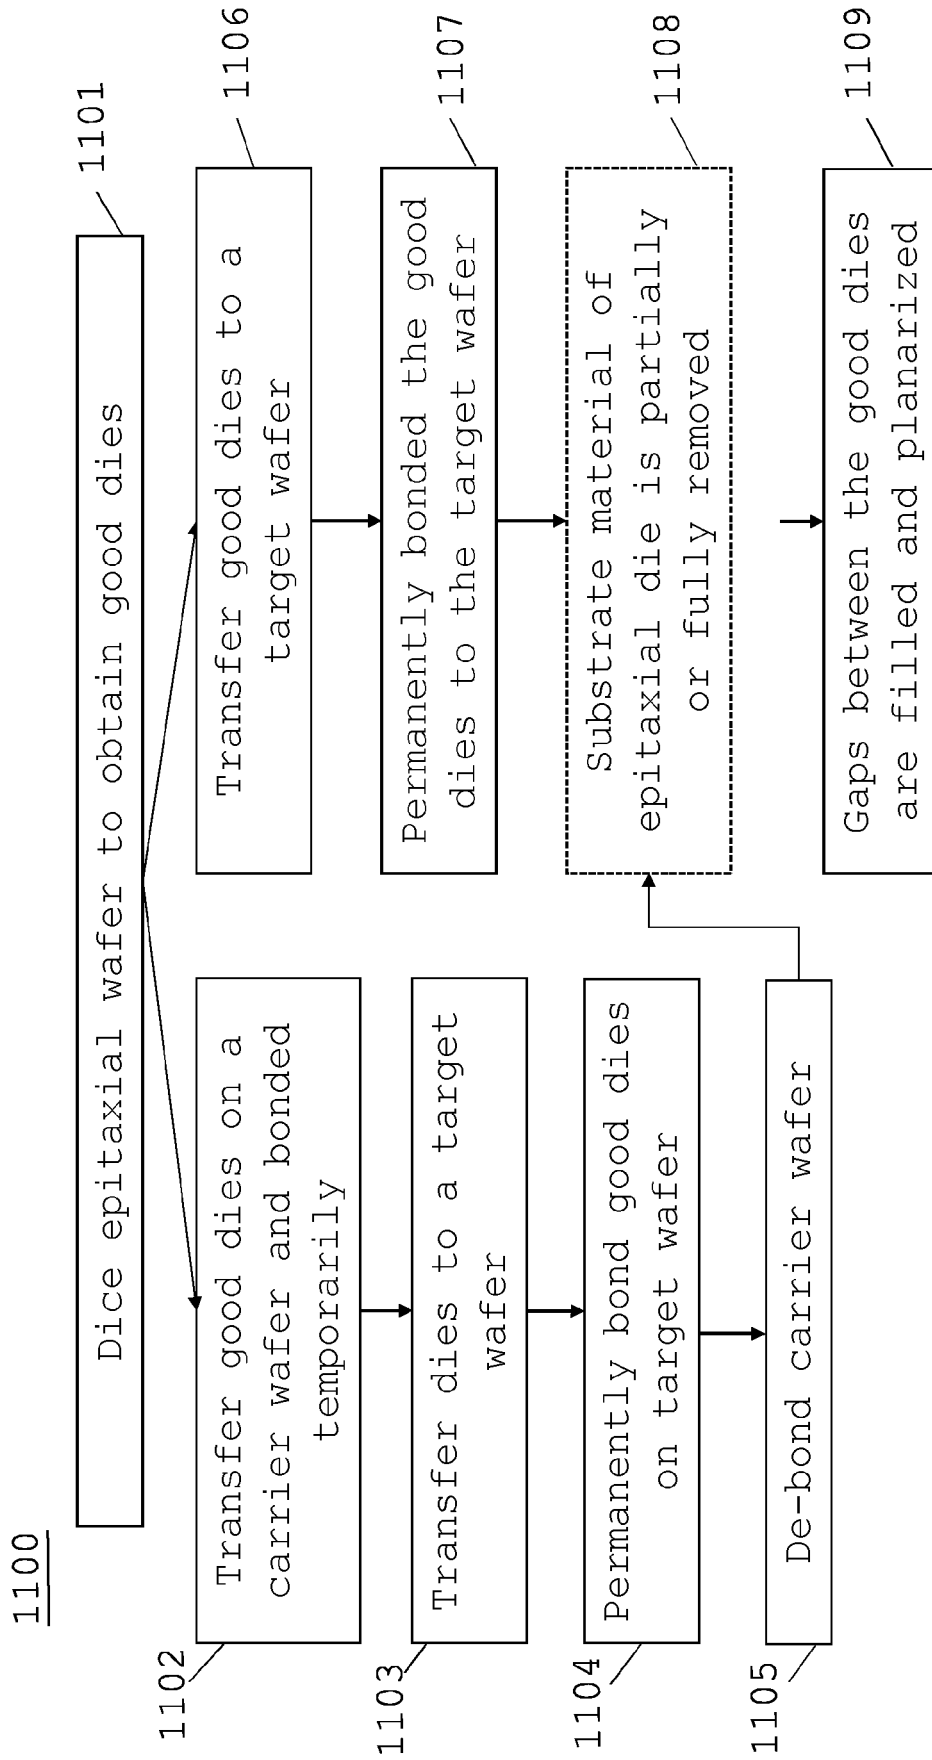 1100
Dice epitaxial wafer to obtain good dies
1101
1102
Transfer good dies on a
carrier wafer and bonded
temporarily
1103
Transfer dies to a target
wafer
1104
Permanently bond good dies
on target wafer
1105
De-bond carrier wafer
Transfer good dies to a
target wafer
1106
Permanently bonded the good
dies to the target wafer
1107
Substrate material of
epitaxial die is partially
or fully removed
1108
Gaps between the good dies
are filled and planarized
1109